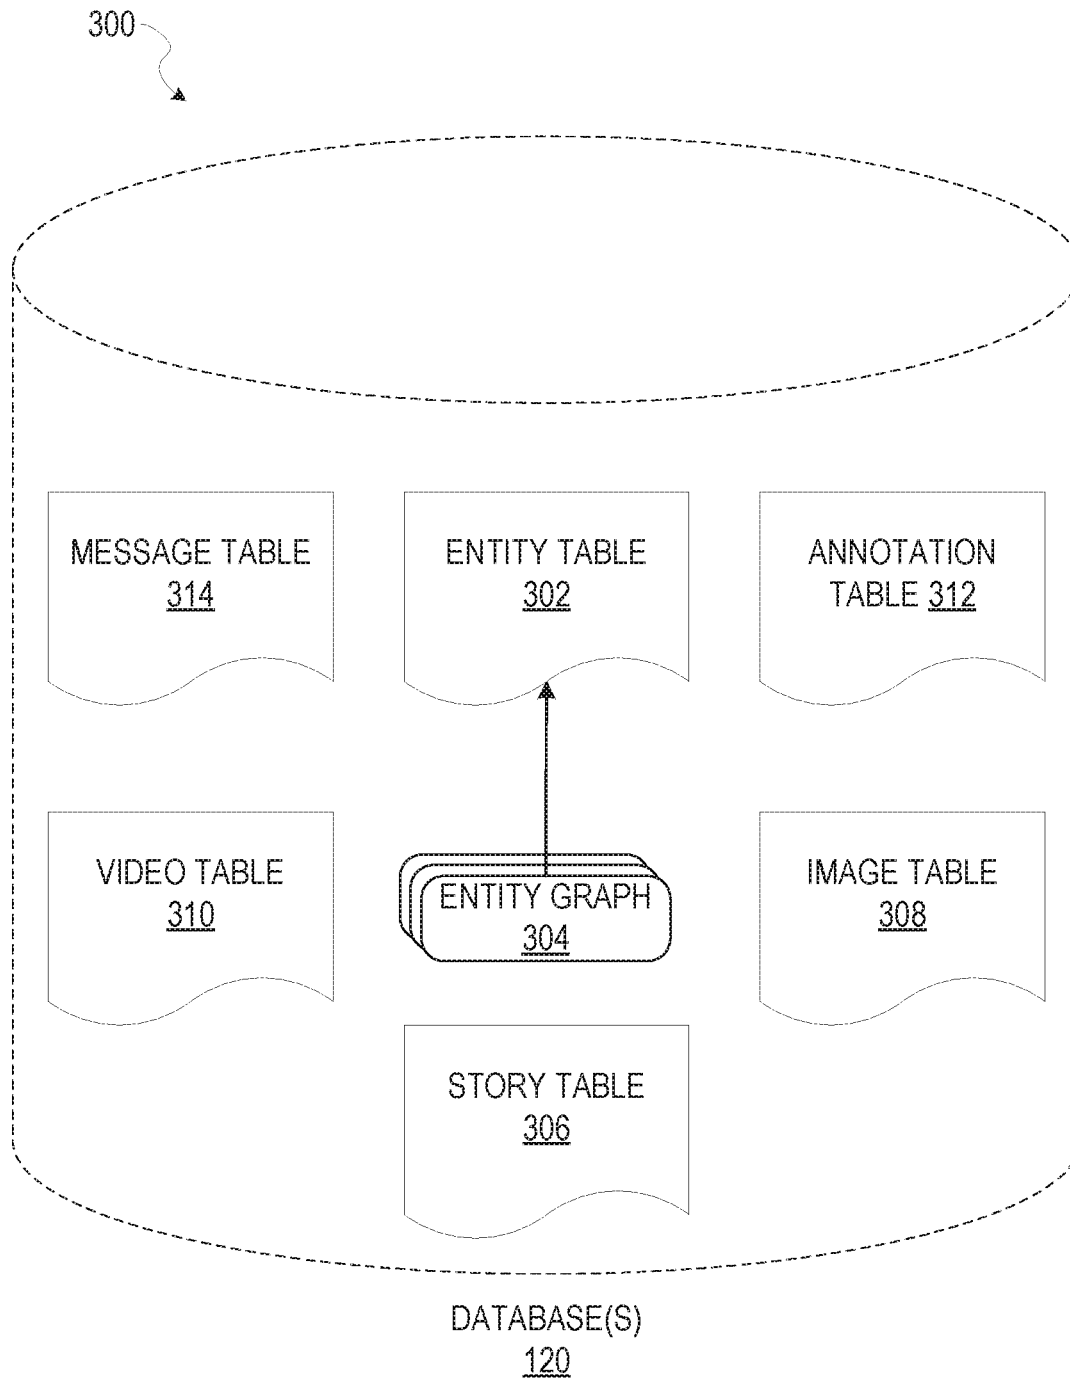 300
MESSAGE TABLE
314
ENTITY TABLE
302
ANNOTATION
TABLE 312
VIDEO TABLE
310
ENTITY GRAPH
304
IMAGE TABLE
308
STORY TABLE
306
DATABASE(S)
120